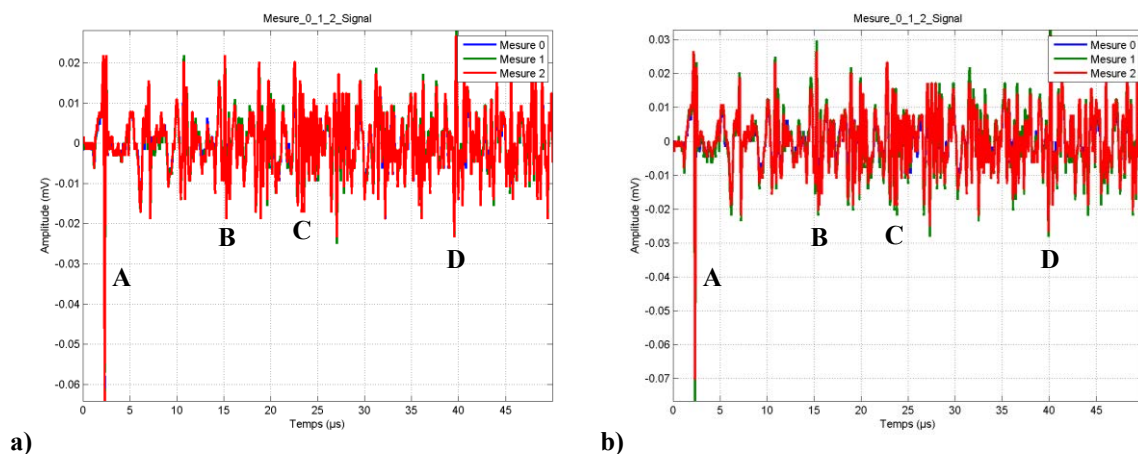 Mesure_0_1_2_Signal
Mesure 0
Mesure 1
Mesure 2
0.02
0.01
0
-0.01
-0.02
-0.03
-0.04
-0.05
-0.06
Amplitude (mV)
A
B
C
D
0 5 10 15 20 25 30 35 40 45
Temps (µs)
a)
Mesure_0_1_2_Signal
Mesure 0
Mesure 1
Mesure 2
0.03
0.02
0.01
0
-0.01
-0.02
-0.03
-0.04
-0.05
-0.06
-0.07
Amplitude (mV)
A
B
C
D
0 5 10 15 20 25 30 35 40 45
Temps (µs)
b)